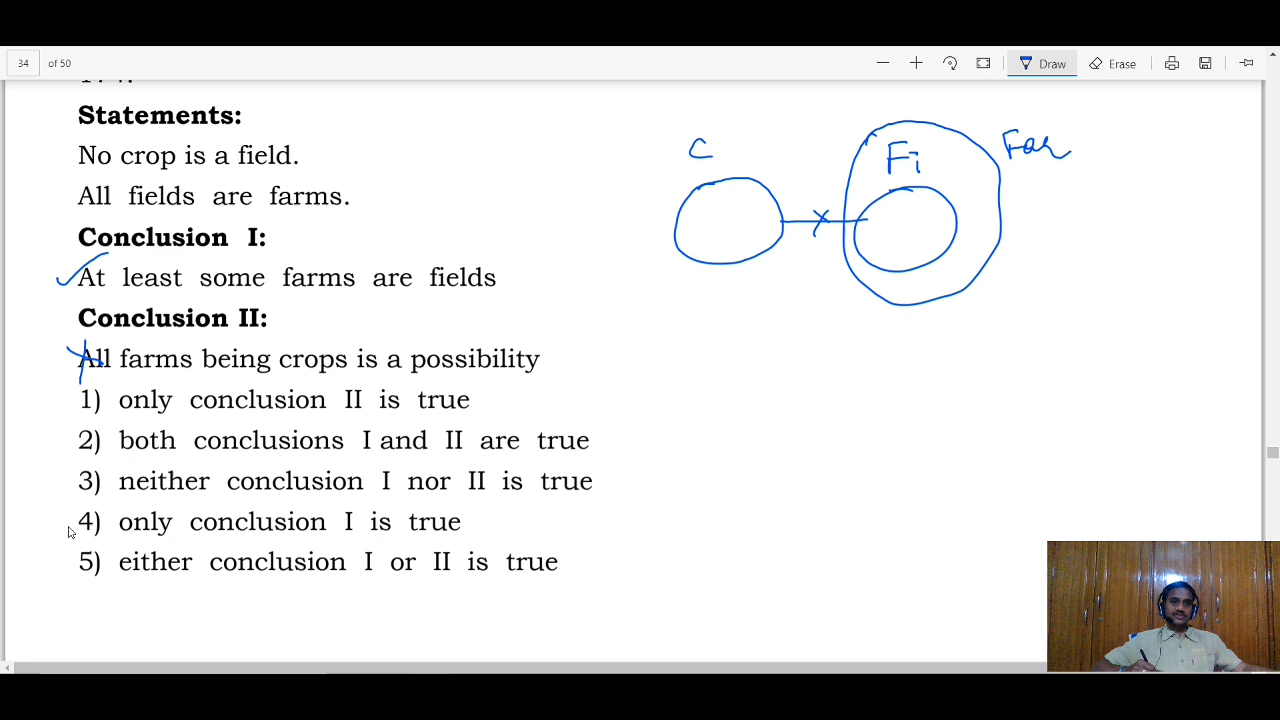 34 of 50 Draw Erase
Statements:
C Fi Far
No crop is a field.
All fields are farms.
Conclusion I:
At least some farms are fields
Conclusion II:
All farms being crops is a possibility
1) only conclusion II is true
2) both conclusions I and II are true
3) neither conclusion I nor II is true
4) only conclusion I is true
5) either conclusion I or II is true